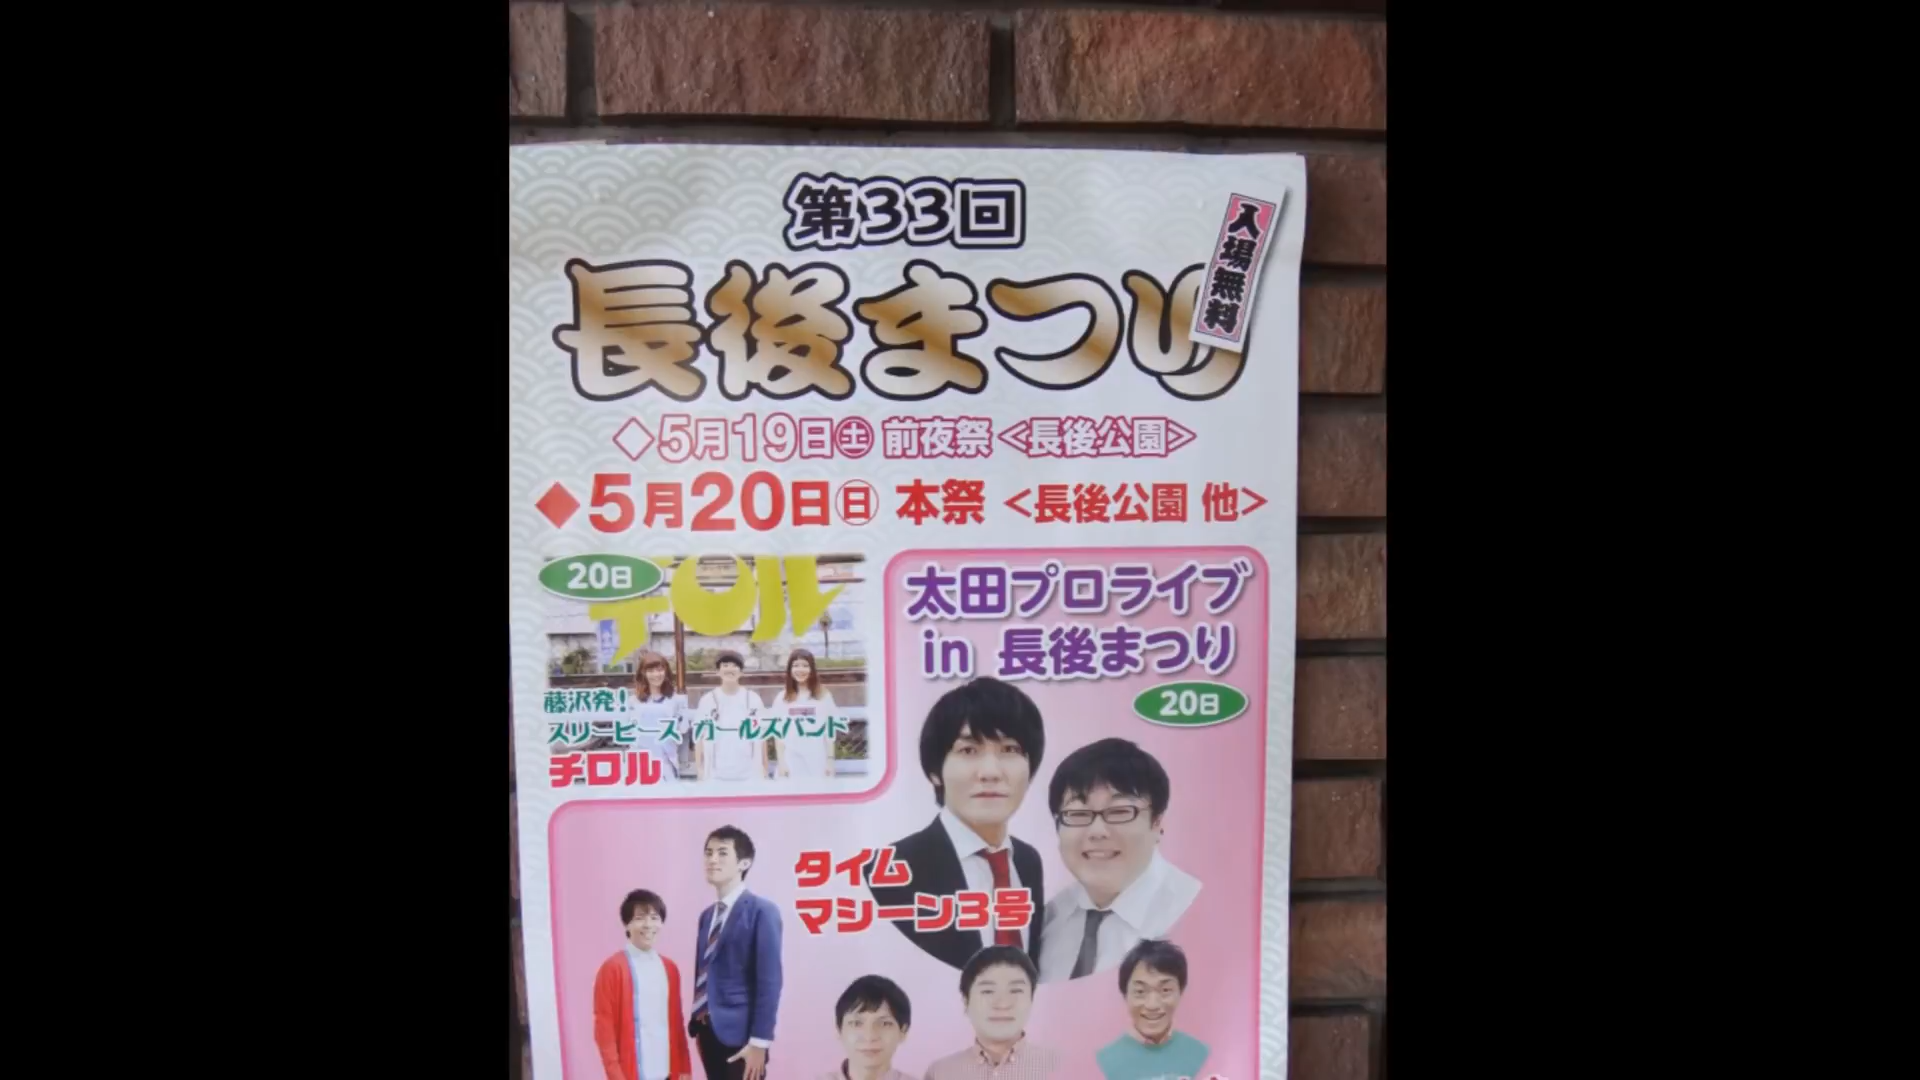 第33回
長後まつり
入場無料
◆5月19日㊏ 前夜祭 <長後公園>
◆5月20日㊐ 本祭 <長後公園 他>
20日
チロル
藤沢発!
スリーピース ガールズバンド
チロル
太田プロライブ
in 長後まつり
20日
タイム
マシーン3号